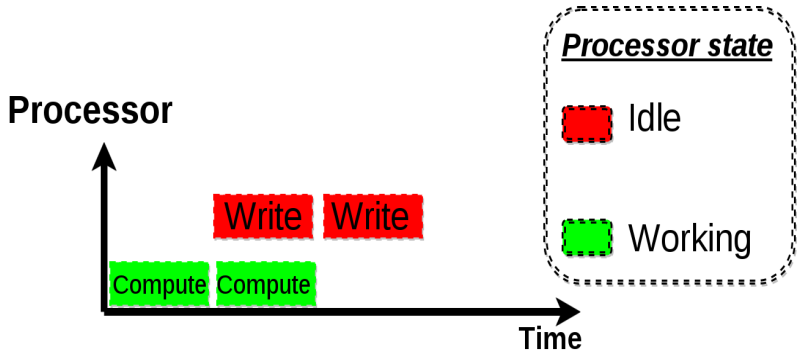 Processor state
Processor
Idle
Write Write
Working
Compute Compute
Time